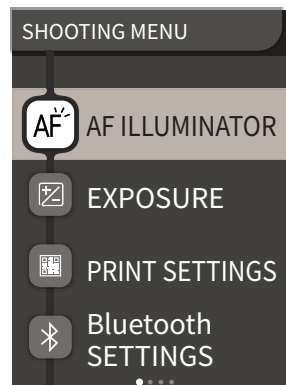 SHOOTING MENU
AF AF ILLUMINATOR
EXPOSURE
PRINT SETTINGS
Bluetooth
SETTINGS